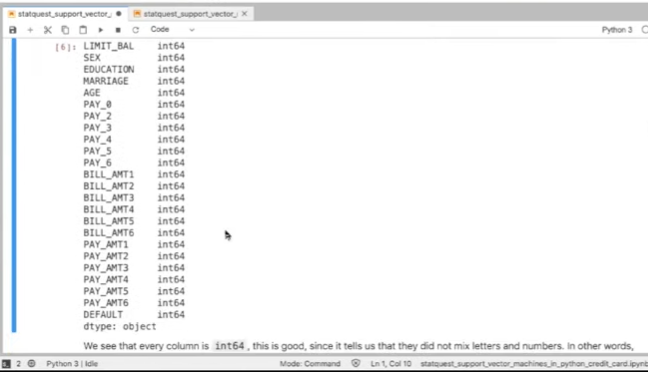 statquest_support_vector_
statquest_support_vector_
Code
Python 3
[6]: LIMIT_BAL int64
SEX int64
EDUCATION int64
MARRIAGE int64
AGE int64
PAY_0 int64
PAY_2 int64
PAY_3 int64
PAY_4 int64
PAY_5 int64
PAY_6 int64
BILL_AMT1 int64
BILL_AMT2 int64
BILL_AMT3 int64
BILL_AMT4 int64
BILL_AMT5 int64
BILL_AMT6 int64
PAY_AMT1 int64
PAY_AMT2 int64
PAY_AMT3 int64
PAY_AMT4 int64
PAY_AMT5 int64
PAY_AMT6 int64
DEFAULT int64
dtype: object
We see that every column is int64, this is good, since it tells us that they did not mix letters and numbers. In other words,
2 Python 3 | Idle Mode: Command Ln 1, Col 10 statquest_support_vector_machines_in_python_credit_card.ipynb